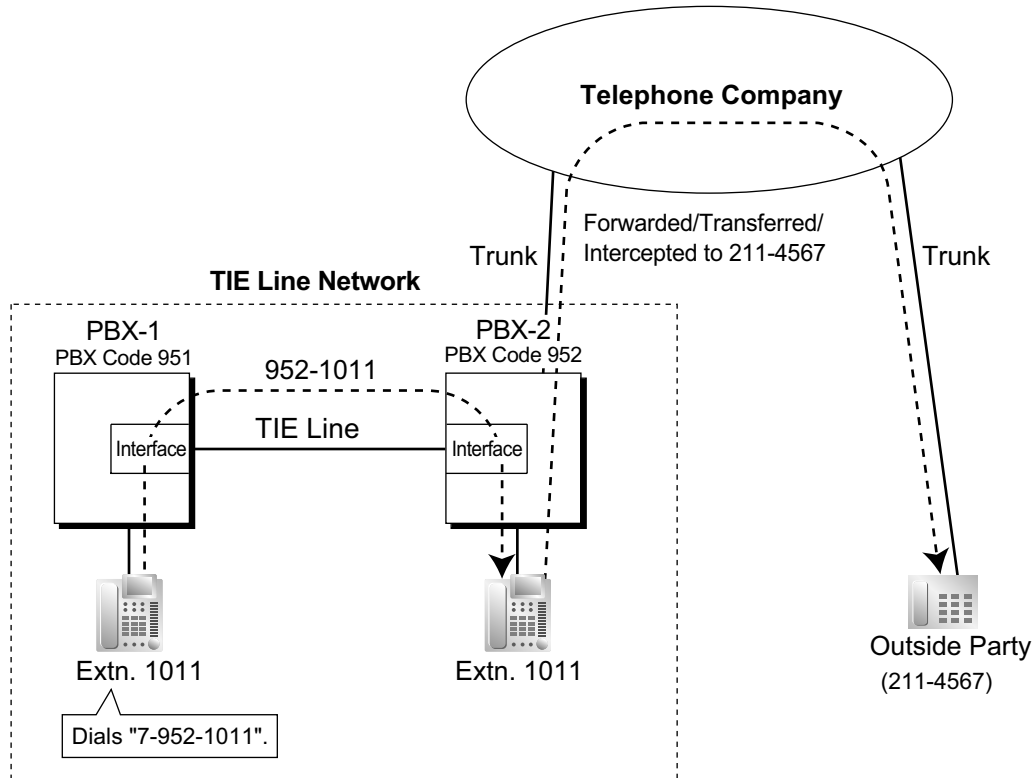 Telephone Company
Forwarded/Transferred/
Intercepted to 211-4567
Trunk
Trunk
TIE Line Network
PBX-1
PBX Code 951
PBX-2
PBX Code 952
952-1011
TIE Line
Interface
Interface
Extn. 1011
Extn. 1011
Outside Party
(211-4567)
Dials "7-952-1011".